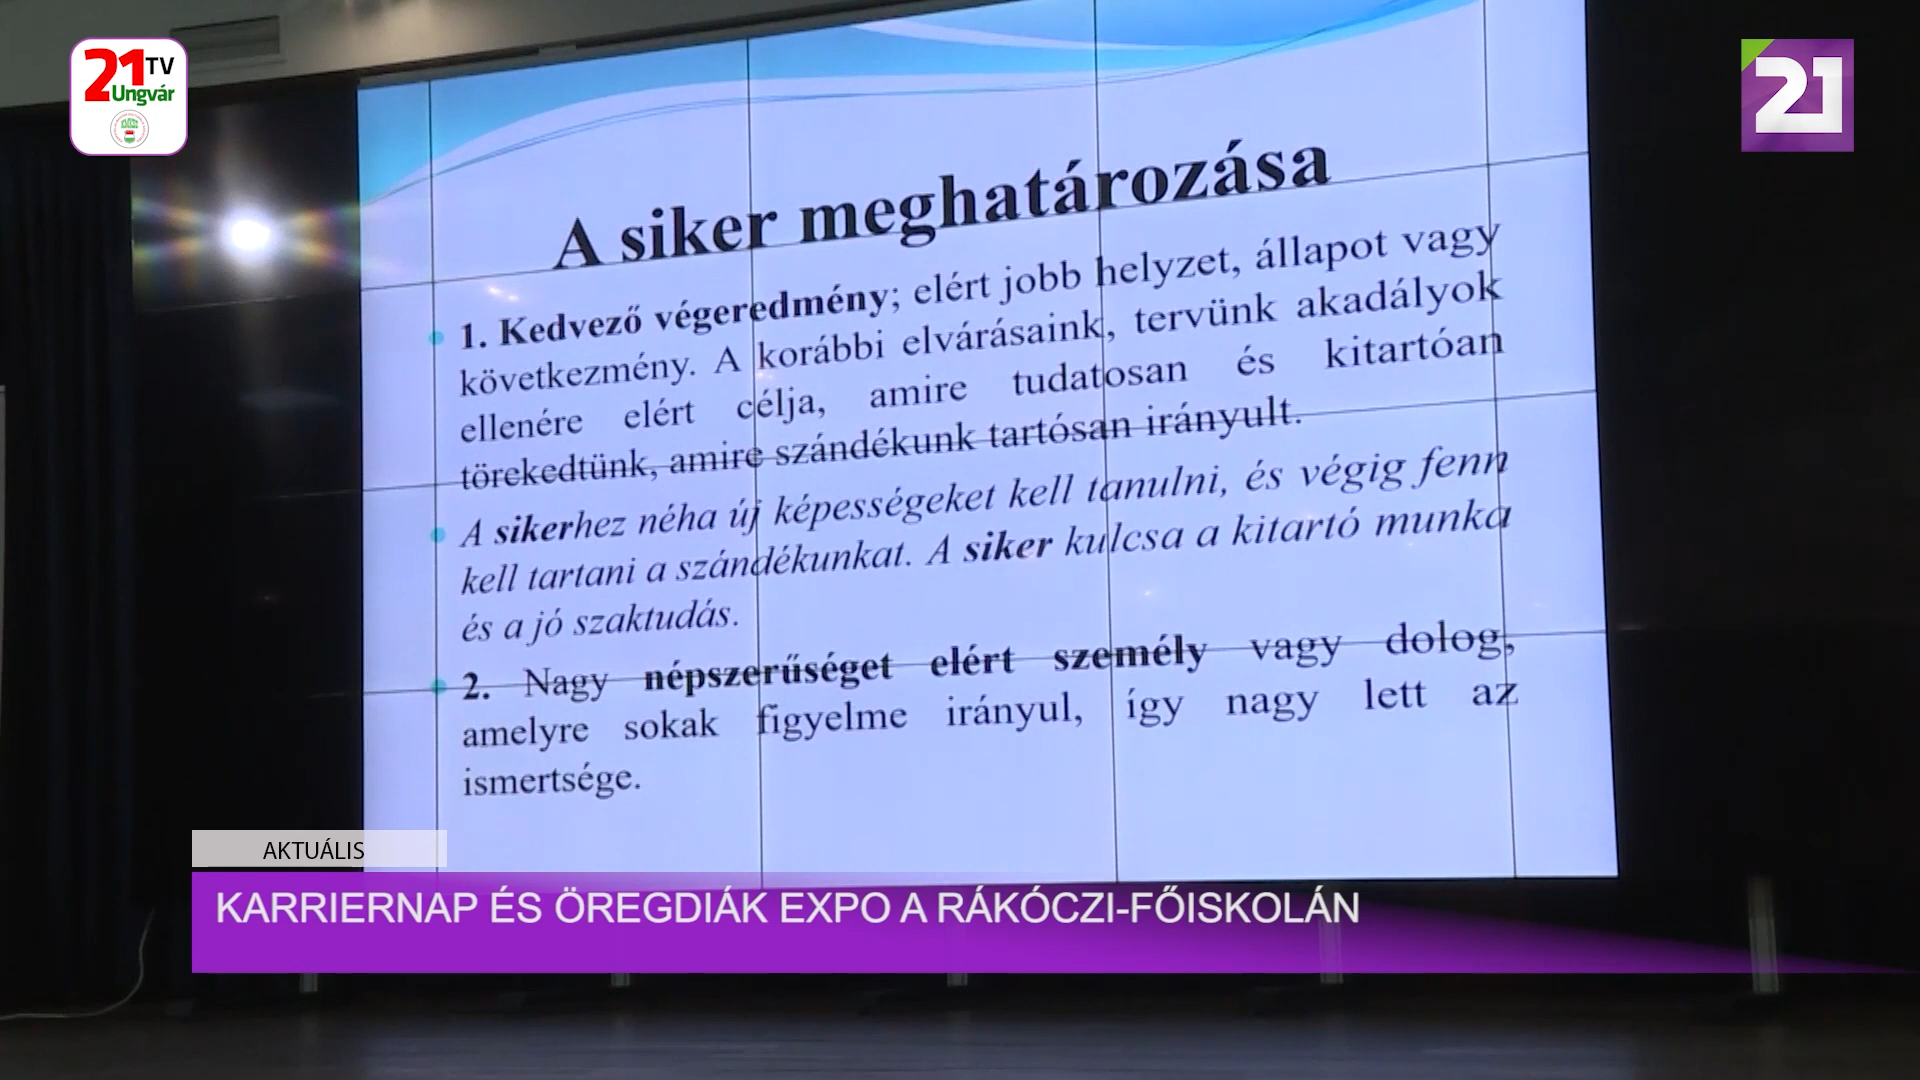 21 TV
Ungvár
21
A siker meghatározása
1. Kedvező végeredmény; elért jobb helyzet, állapot vagy
következmény. A korábbi elvárásaink, tervünk akadályok
ellenére elért célja, amire tudatosan és kitartóan
törekedtünk, amire szándékunk tartósan irányult.
A sikerhez néha új képességeket kell tanulni, és végig fenn
kell tartani a szándékunkat. A siker kulcsa a kitartó munka
és a jó szaktudás.
2. Nagy népszerűséget elért személy vagy dolog,
amelyre sokak figyelme irányul, így nagy lett az
ismertsége.
AKTUÁLIS
KARRIERNAP ÉS ÖREGDIÁK EXPO A RÁKÓCZI-FŐISKOLÁN